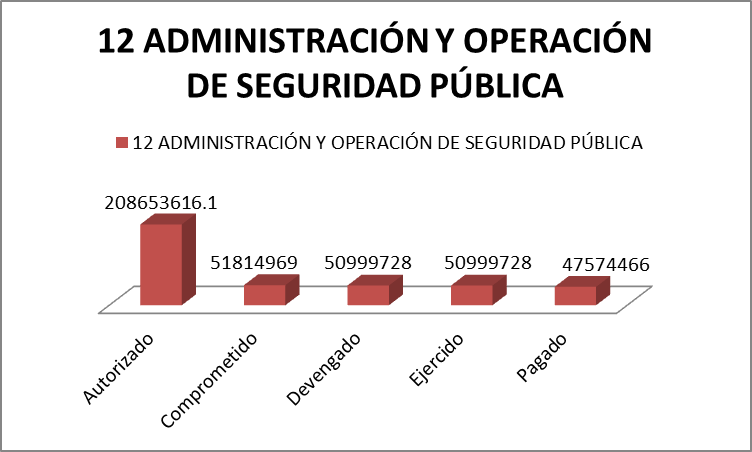 12 ADMINISTRACIÓN Y OPERACIÓN
DE SEGURIDAD PÚBLICA
12 ADMINISTRACIÓN Y OPERACIÓN DE SEGURIDAD PÚBLICA
208653616.1
51814969
50999728
50999728
47574466
Autorizado
Comprometido
Devengado
Ejercido
Pagado